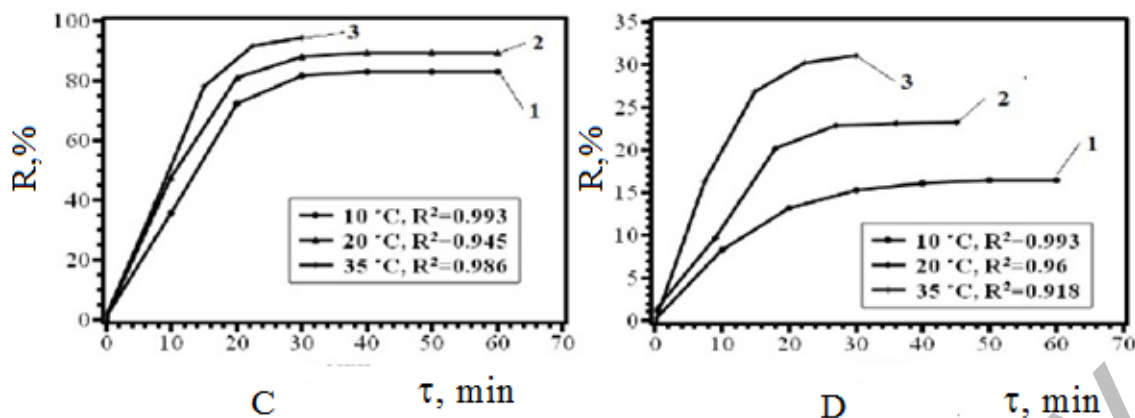 R,%
100
80
60
40
20
0
3
2
1
10 °C, R²=0.993
20 °C, R²=0.945
35 °C, R²=0.986
0 10 20 30 40 50 60 70
C τ, min
R,%
35
30
25
20
15
10
5
0
3
2
1
10 °C, R²=0.993
20 °C, R²=0.96
35 °C, R²=0.918
0 10 20 30 40 50 60 70
D τ, min